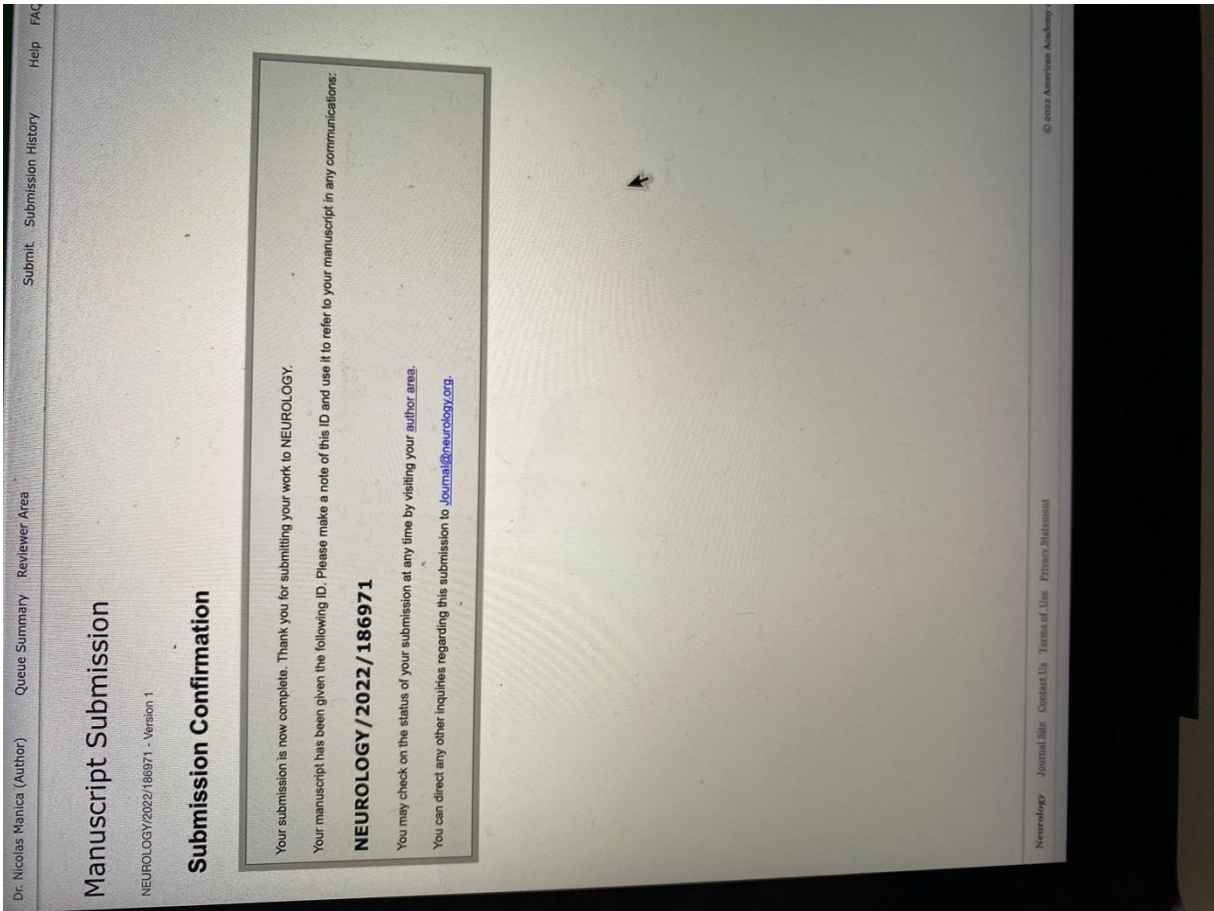 Dr. Nicolas Manica (Author) Queue Summary Reviewer Area Submit Submission History Help FAQ
Manuscript Submission
NEUROLOGY/2022/186971 - Version 1
Submission Confirmation
Your submission is now complete. Thank you for submitting your work to NEUROLOGY.
Your manuscript has been given the following ID. Please make a note of this ID and use it to refer to your manuscript in any communications:
NEUROLOGY/2022/186971
You may check on the status of your submission at any time by visiting your author area.
You can direct any other inquiries regarding this submission to Journal@neurology.org.
Neurology Journal Site Contact Us Terms of Use Privacy Statement © 2022 American Academy